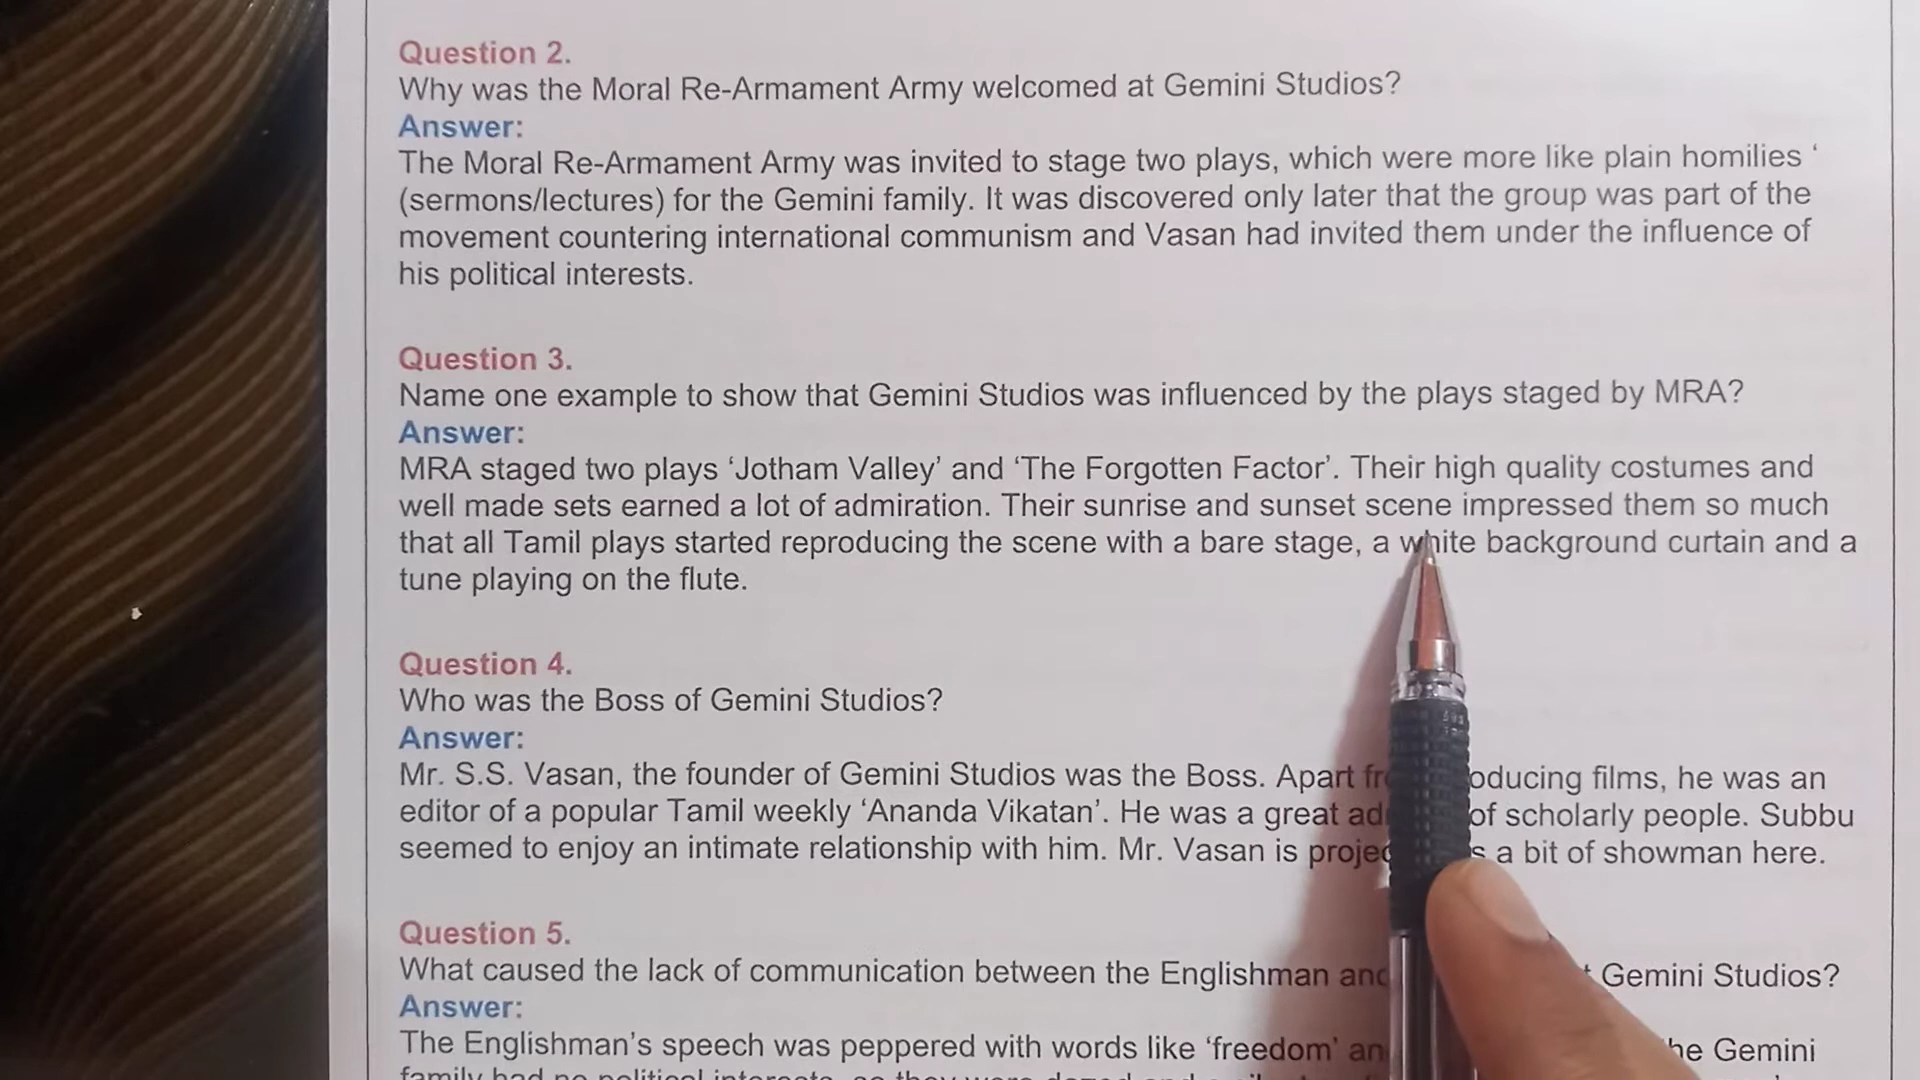 Question 2.
Why was the Moral Re-Armament Army welcomed at Gemini Studios?
Answer:
The Moral Re-Armament Army was invited to stage two plays, which were more like plain homilies ‘
(sermons/lectures) for the Gemini family. It was discovered only later that the group was part of the
movement countering international communism and Vasan had invited them under the influence of
his political interests.
Question 3.
Name one example to show that Gemini Studios was influenced by the plays staged by MRA?
Answer:
MRA staged two plays ‘Jotham Valley’ and ‘The Forgotten Factor’. Their high quality costumes and
well made sets earned a lot of admiration. Their sunrise and sunset scene impressed them so much
that all Tamil plays started reproducing the scene with a bare stage, a white background curtain and a
tune playing on the flute.
Question 4.
Who was the Boss of Gemini Studios?
Answer:
Mr. S.S. Vasan, the founder of Gemini Studios was the Boss. Apart films, he was an
editor of a popular Tamil weekly ‘Ananda Vikatan’. He was a great of scholarly people. Subbu
seemed to enjoy an intimate relationship with him. Mr. Vasan is a bit of showman here.
Question 5.
What caused the lack of communication between the Englishman Gemini Studios?
Answer:
The Englishman’s speech was peppered with words like ‘freedom’ Gemini
family had no political interests, so they were